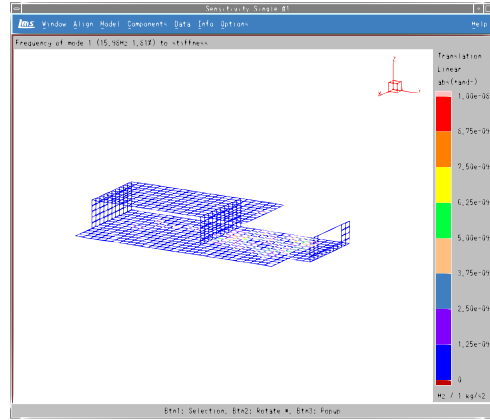 Sensitivity Single #1
LMS Window Align Model Components Data Info Options Help
Frequency of mode 1 (15.98Hz 1.61%) to stiffness
Translation
Linear
abs(+and-)
1.00e-08
8.75e-09
7.50e-09
6.25e-09
5.00e-09
3.75e-09
2.50e-09
1.25e-09
0
Hz / 1 kg/s2
Btn1: Selection, Btn2: Rotate *, Btn3: Popup